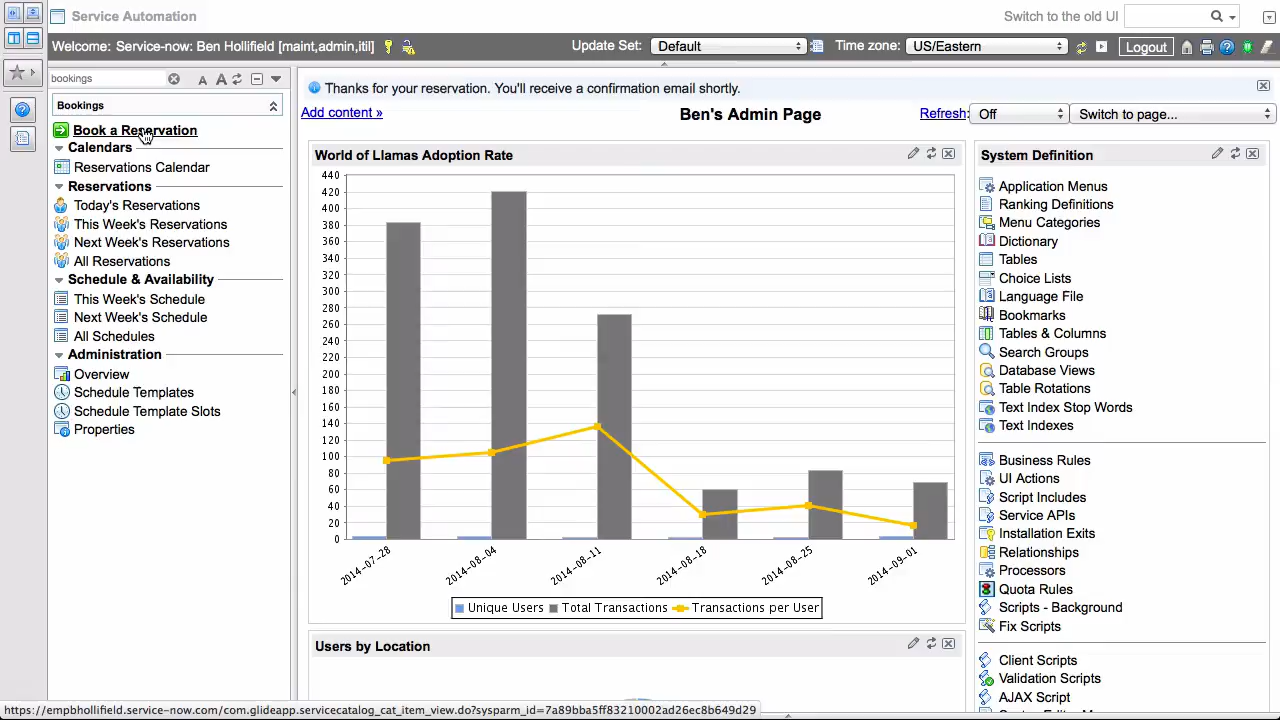 Service Automation
Switch to the old UI
Welcome: Service-now: Ben Hollifield [maint,admin,itil]
Update Set: Default
Time zone: US/Eastern
Logout
bookings
A A
Bookings
Book a Reservation
Calendars
Reservations Calendar
Reservations
Today's Reservations
This Week's Reservations
Next Week's Reservations
All Reservations
Schedule & Availability
This Week's Schedule
Next Week's Schedule
All Schedules
Administration
Overview
Schedule Templates
Schedule Template Slots
Properties
Thanks for your reservation. You'll receive a confirmation email shortly.
Add content »
Ben's Admin Page
Refresh: Off
Switch to page...
World of Llamas Adoption Rate
440
420
400
380
360
340
320
300
280
260
240
220
200
180
160
140
120
100
80
60
40
20
0
2014-07-28
2014-08-04
2014-08-11
2014-08-18
2014-08-25
2014-09-01
Unique Users Total Transactions Transactions per User
Users by Location
System Definition
Application Menus
Ranking Definitions
Menu Categories
Dictionary
Tables
Choice Lists
Language File
Bookmarks
Tables & Columns
Search Groups
Database Views
Table Rotations
Text Index Stop Words
Text Indexes
Business Rules
UI Actions
Script Includes
Service APIs
Installation Exits
Relationships
Processors
Quota Rules
Scripts - Background
Fix Scripts
Client Scripts
Validation Scripts
AJAX Script
https://empbhollifield.service-now.com/com.glideapp.servicecatalog_cat_item_view.do?sysparm_id=7a89bba5ff83210002ad26ec8b649d29